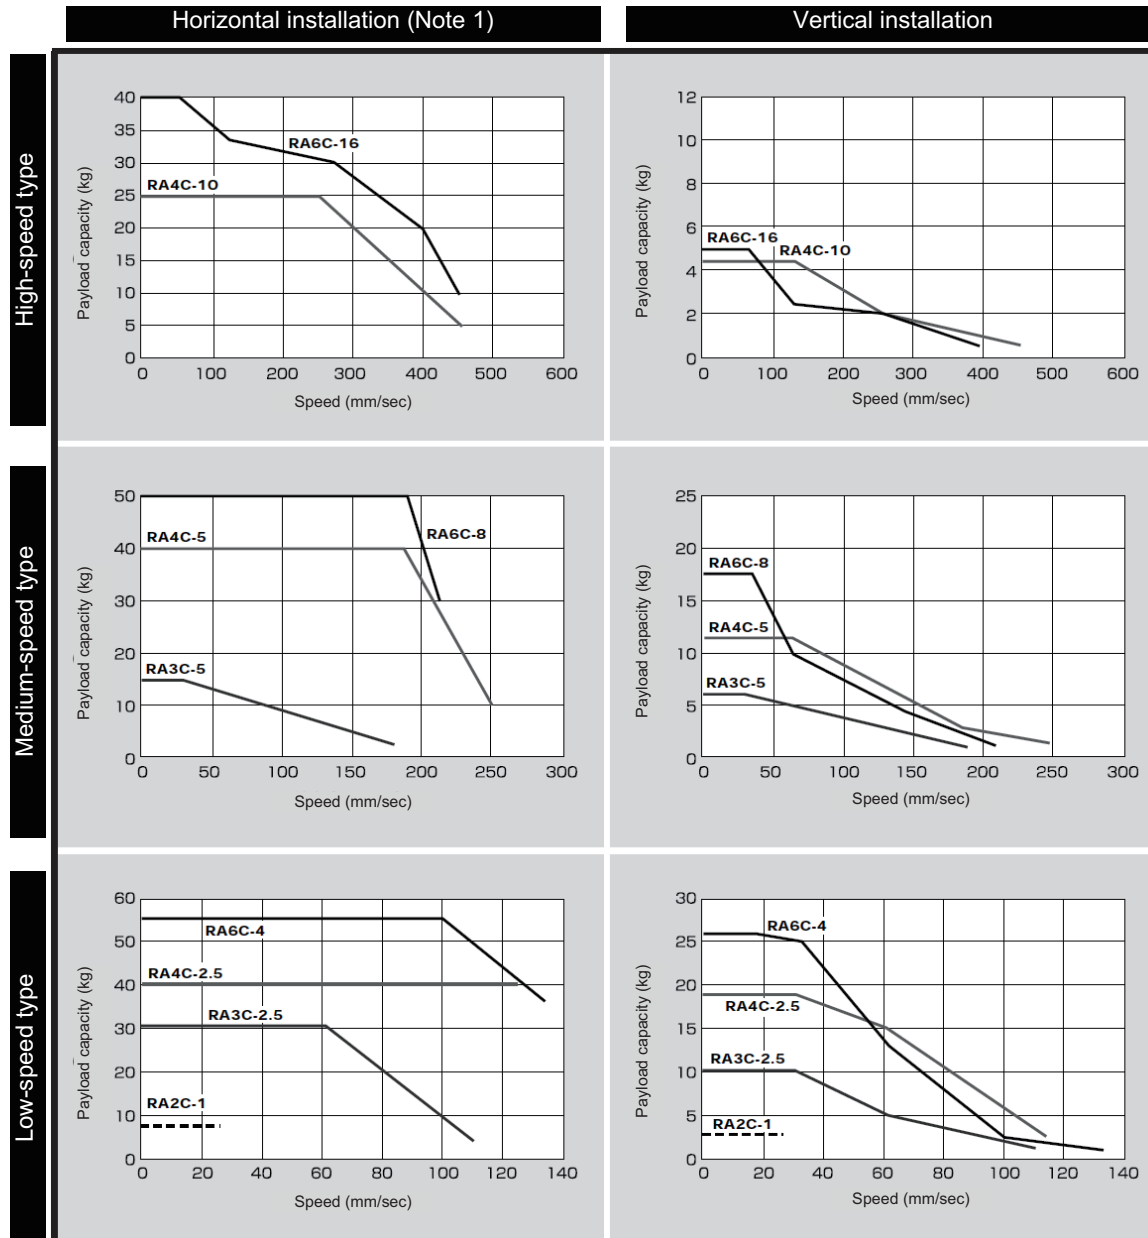 Horizontal installation (Note 1)
Vertical installation
High-speed type
Payload capacity (kg)
40
35
30
25
20
15
10
5
0
RA6C-16
RA4C-10
0 100 200 300 400 500 600
Speed (mm/sec)
Payload capacity (kg)
12
10
8
6
4
2
0
RA6C-16
RA4C-10
0 100 200 300 400 500 600
Speed (mm/sec)
Medium-speed type
Payload capacity (kg)
50
40
30
20
10
0
RA4C-5
RA6C-8
RA3C-5
0 50 100 150 200 250 300
Speed (mm/sec)
Payload capacity (kg)
25
20
15
10
5
0
RA6C-8
RA4C-5
RA3C-5
0 50 100 150 200 250 300
Speed (mm/sec)
Low-speed type
Payload capacity (kg)
60
50
40
30
20
10
0
RA6C-4
RA4C-2.5
RA3C-2.5
RA2C-1
0 20 40 60 80 100 120 140
Speed (mm/sec)
Payload capacity (kg)
30
25
20
15
10
5
0
RA6C-4
RA4C-2.5
RA3C-2.5
RA2C-1
0 20 40 60 80 100 120 140
Speed (mm/sec)